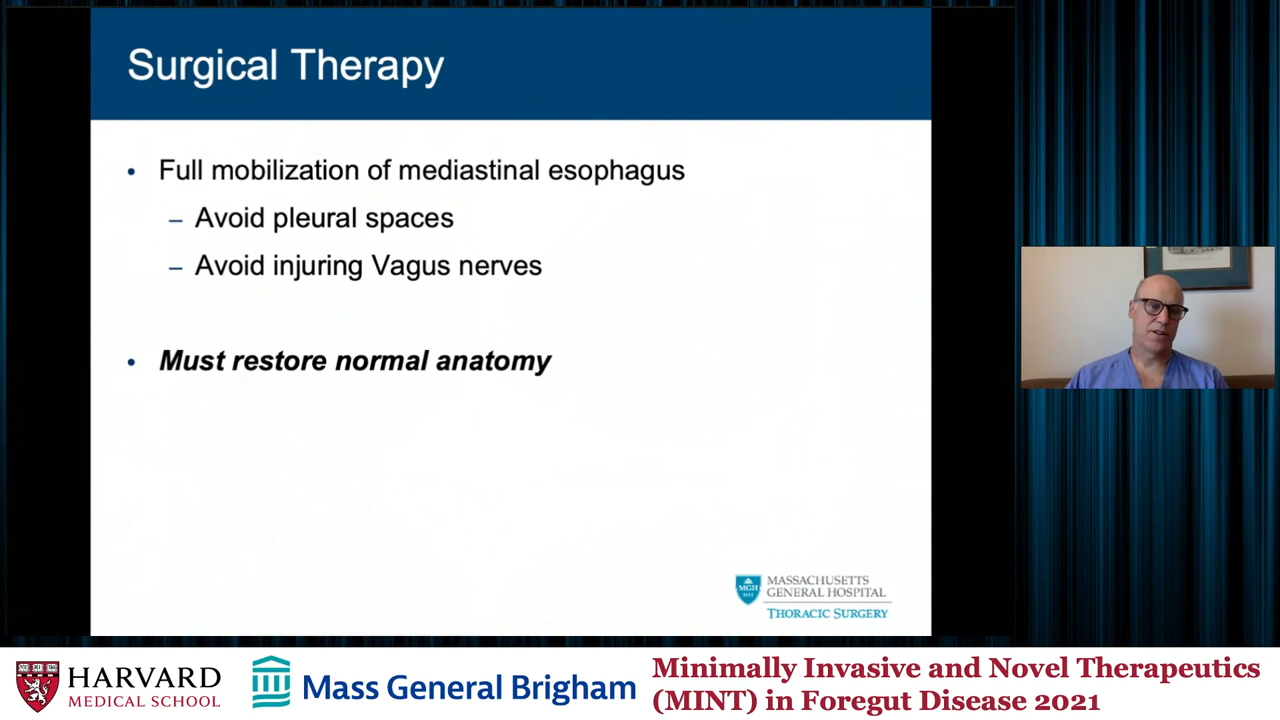 Surgical Therapy
• Full mobilization of mediastinal esophagus
– Avoid pleural spaces
– Avoid injuring Vagus nerves
• Must restore normal anatomy
MGH
1811
MASSACHUSETTS
GENERAL HOSPITAL
THORACIC SURGERY
HARVARD
MEDICAL SCHOOL
Mass General Brigham
Minimally Invasive and Novel Therapeutics
(MINT) in Foregut Disease 2021